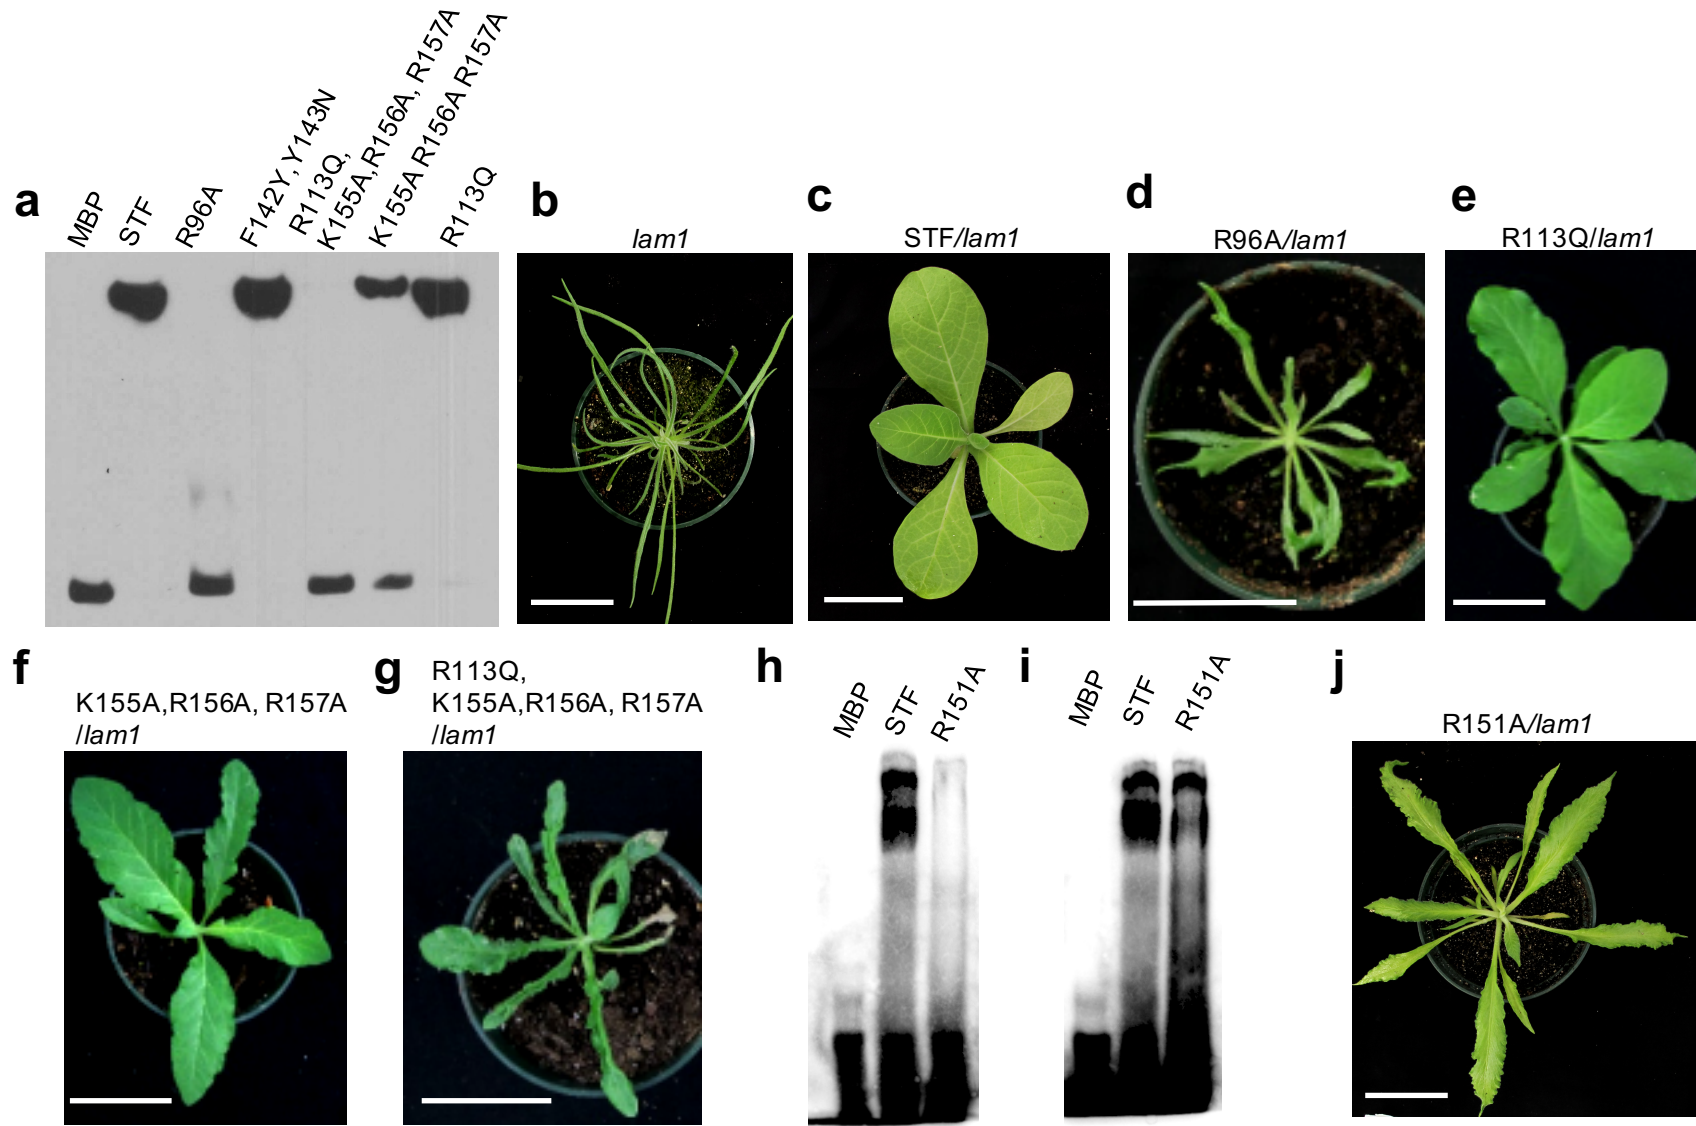 a
MBP
STF
R96A
F142Y, Y143N
R113Q,
K155A, R156A, R157A
K155A R156A R157A
R113Q
b
lam1
c
STF/lam1
d
R96A/lam1
e
R113Q/lam1
f
K155A,R156A, R157A
/lam1
g
R113Q,
K155A,R156A, R157A
/lam1
h
MBP
STF
R151A
i
MBP
STF
R151A
j
R151A/lam1